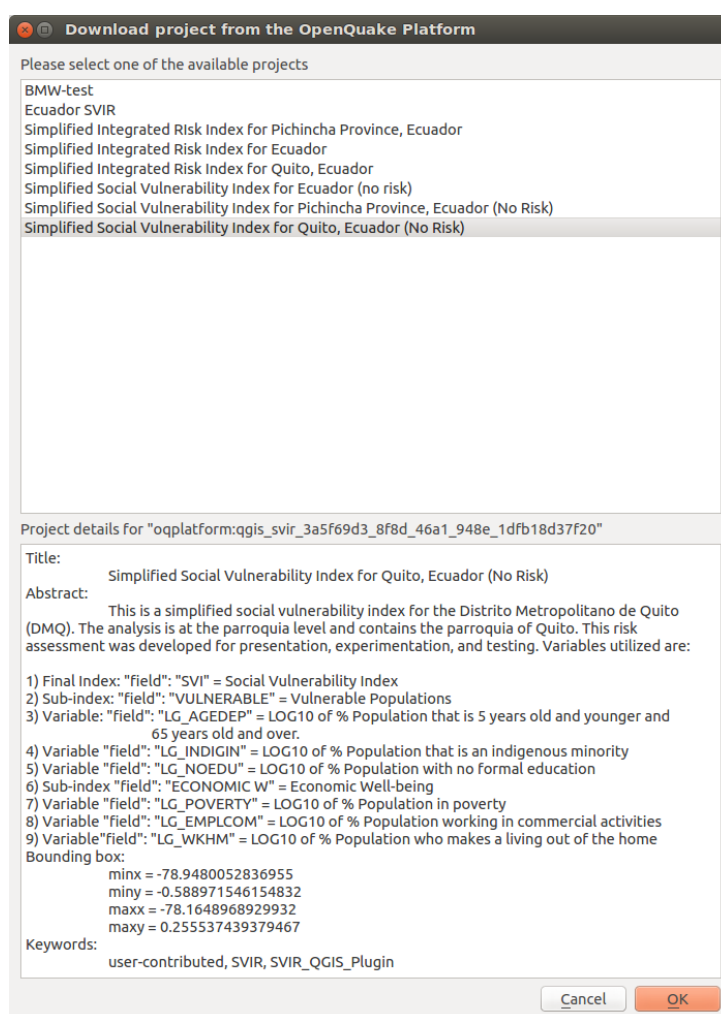 Download project from the OpenQuake Platform
Please select one of the available projects
BMW-test
Ecuador SVIR
Simplified Integrated RIsk Index for Pichincha Province, Ecuador
Simplified Integrated Risk Index for Ecuador
Simplified Integrated Risk Index for Quito, Ecuador
Simplified Social Vulnerability Index for Ecuador (no risk)
Simplified Social Vulnerability Index for Pichincha Province, Ecuador (No Risk)
Simplified Social Vulnerability Index for Quito, Ecuador (No Risk)
Project details for "oqplatform:qgis_svir_3a5f69d3_8f8d_46a1_948e_1dfb18d37f20"
Title:
Simplified Social Vulnerability Index for Quito, Ecuador (No Risk)
Abstract:
This is a simplified social vulnerability index for the Distrito Metropolitano de Quito
(DMQ). The analysis is at the parroquia level and contains the parroquia of Quito. This risk
assessment was developed for presentation, experimentation, and testing. Variables utilized are:
1) Final Index: "field": "SVI" = Social Vulnerability Index
2) Sub-index: "field": "VULNERABLE" = Vulnerable Populations
3) Variable: "field": "LG_AGEDEP" = LOG10 of % Population that is 5 years old and younger and
65 years old and over.
4) Variable "field": "LG_INDIGIN" = LOG10 of % Population that is an indigenous minority
5) Variable "field": "LG_NOEDU" = LOG10 of % Population with no formal education
6) Sub-index "field": "ECONOMIC W" = Economic Well-being
7) Variable "field": "LG_POVERTY" = LOG10 of % Population in poverty
8) Variable "field": "LG_EMPLCOM" = LOG10 of % Population working in commercial activities
9) Variable"field": "LG_WKHM" = LOG10 of % Population who makes a living out of the home
Bounding box:
minx = -78.9480052836955
miny = -0.588971546154832
maxx = -78.1648968929932
maxy = 0.255537439379467
Keywords:
user-contributed, SVIR, SVIR_QGIS_Plugin
Cancel OK